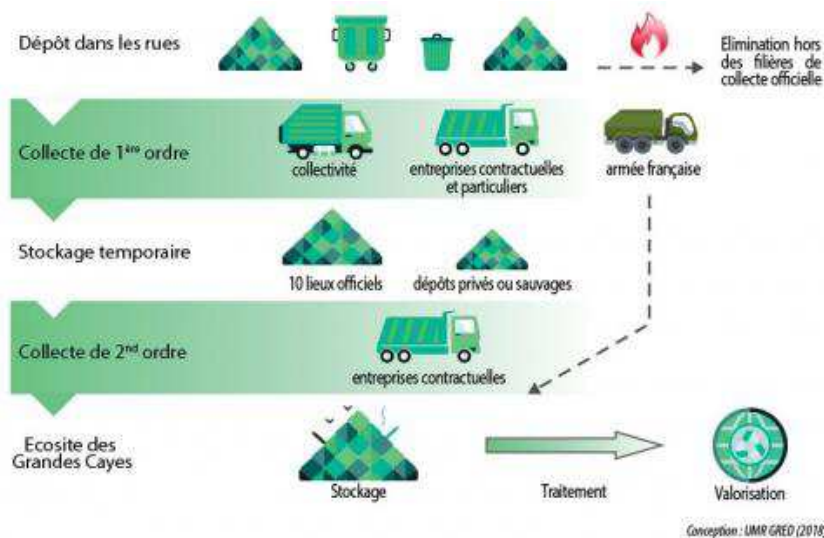 Dépôt dans les rues
Elimination hors
des filières de
collecte officielle
Collecte de 1ère ordre
collectivité
entreprises contractuelles
et particuliers
armée française
Stockage temporaire
10 lieux officiels
dépôts privés ou sauvages
Collecte de 2nd ordre
entreprises contractuelles
Ecosite des
Grandes Cayes
Stockage
Traitement
Valorisation
Conception : UMR GRED (2018)